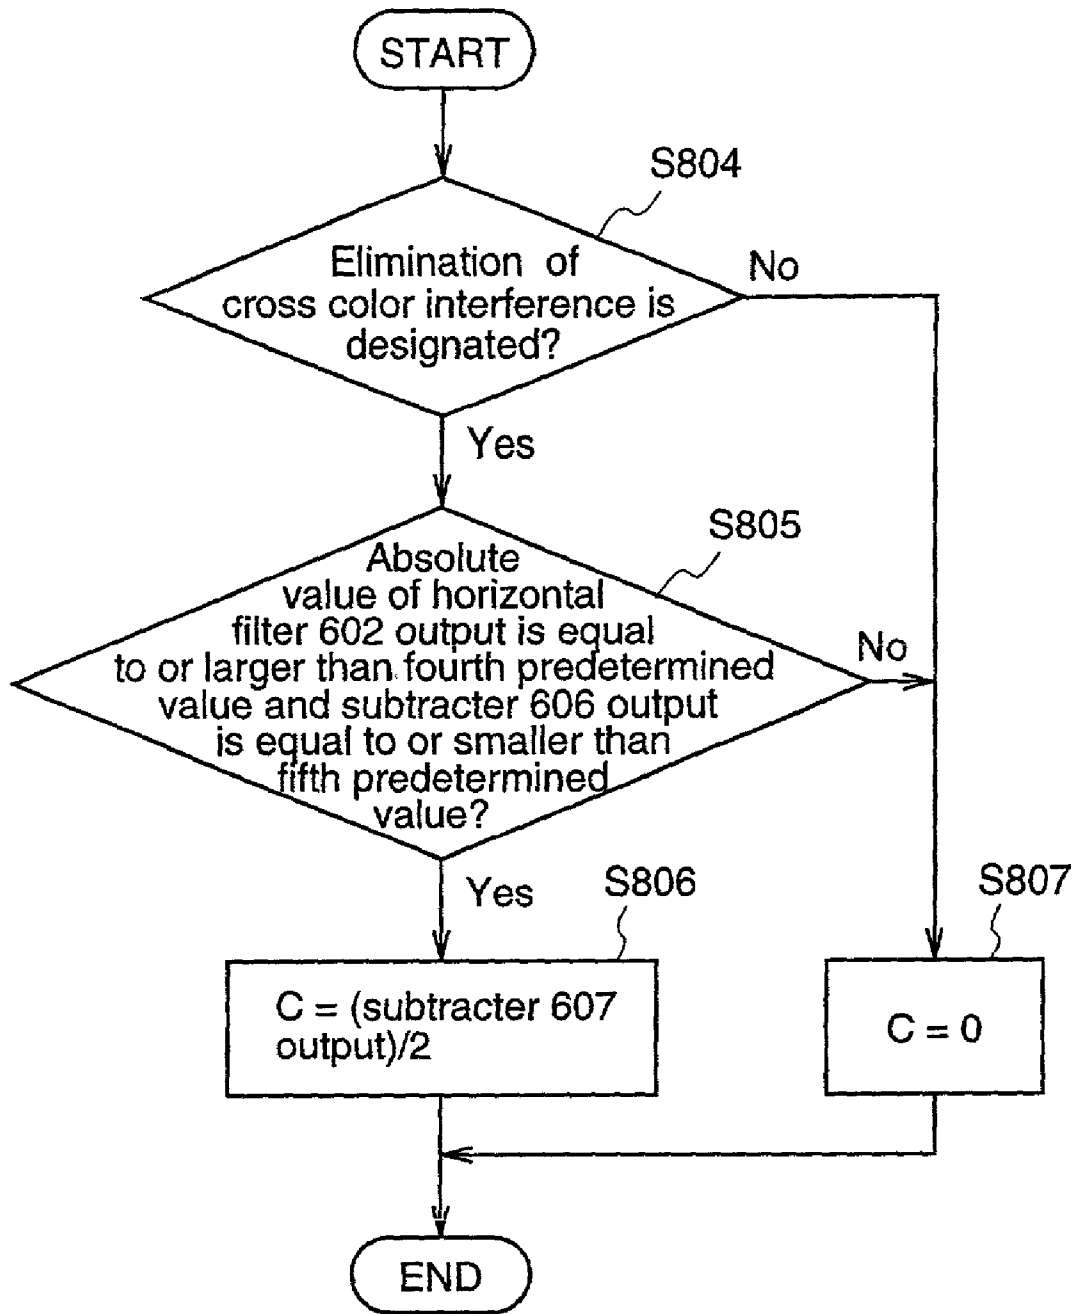 START
S804
Elimination of
cross color interference is
designated?
No
Yes
S805
Absolute
value of horizontal
filter 602 output is equal
to or larger than fourth predetermined
value and subtracter 606 output
is equal to or smaller than
fifth predetermined
value?
No
Yes
S806
S807
C = (subtracter 607
output)/2
C = 0
END